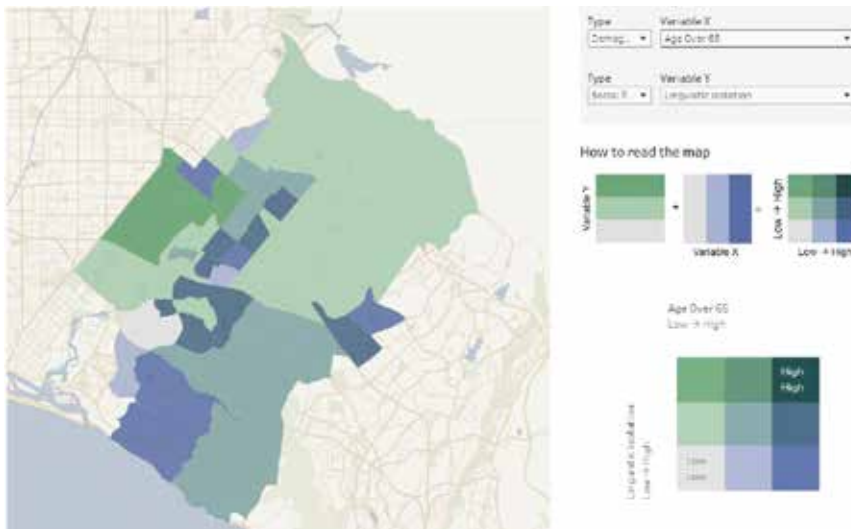 Type Variable X
Demog... Age Over 65
Type Variable Y
Linguistic Isolation
How to read the map
Variable Y
+
=
Low → High
Variable X
Low → High
Age Over 65
Low → High
High
High
Linguistic Isolation
Low → High
Low
Low